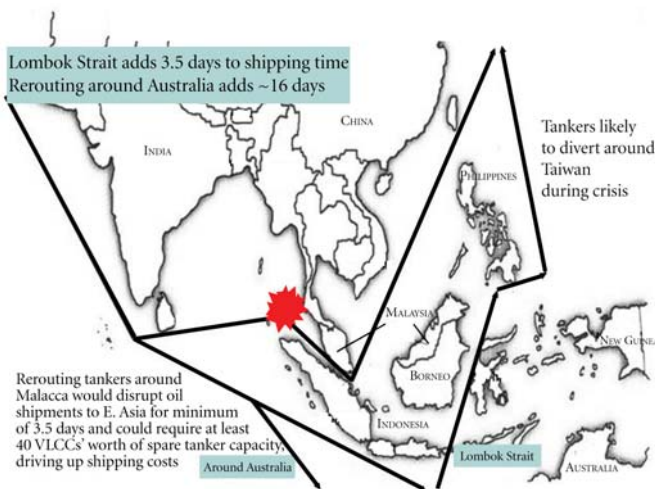 Lombok Strait adds 3.5 days to shipping time
Rerouting around Australia adds ~16 days
CHINA
INDIA
Tankers likely
to divert around
Taiwan
during crisis
PHILIPPINES
MALAYSIA
NEW GUINEA
BORNEO
Rerouting tankers around
Malacca would disrupt oil
shipments to E. Asia for minimum
of 3.5 days and could require at least
40 VLCCs' worth of spare tanker capacity,
driving up shipping costs
INDONESIA
Around Australia
Lombok Strait
AUSTRALIA